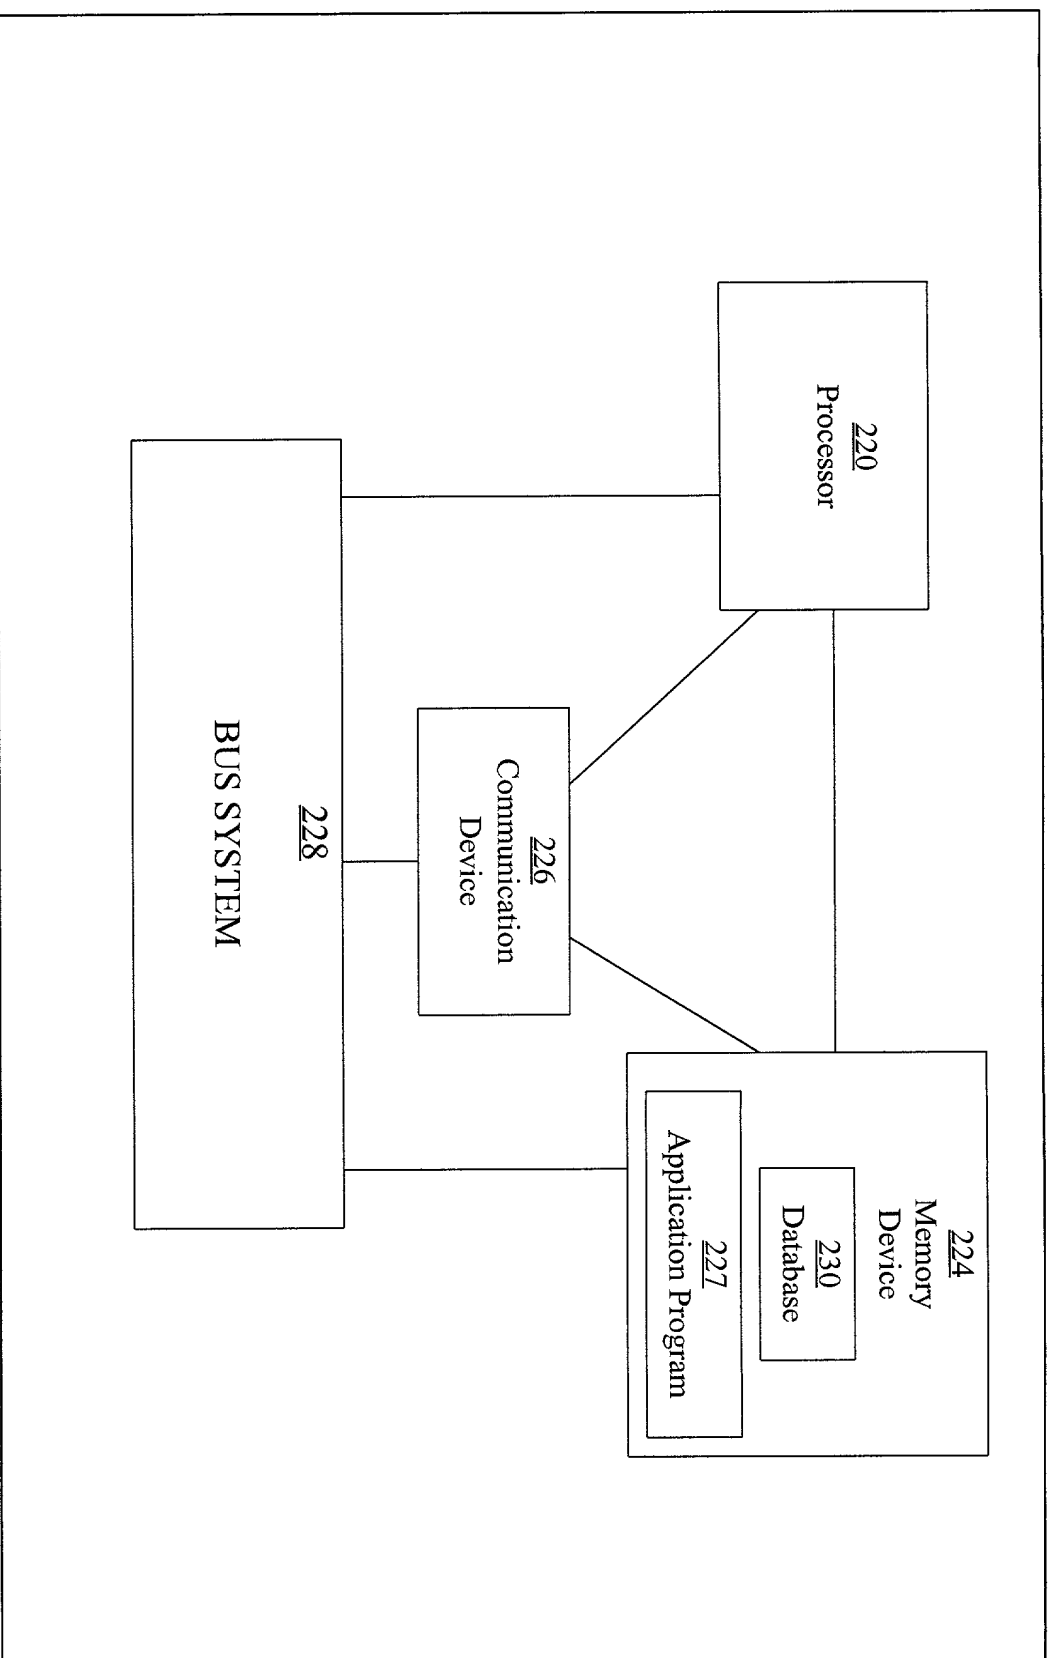 220
Processor
224
Memory
Device
230
Database
227
Application Program
226
Communication
Device
228
BUS SYSTEM